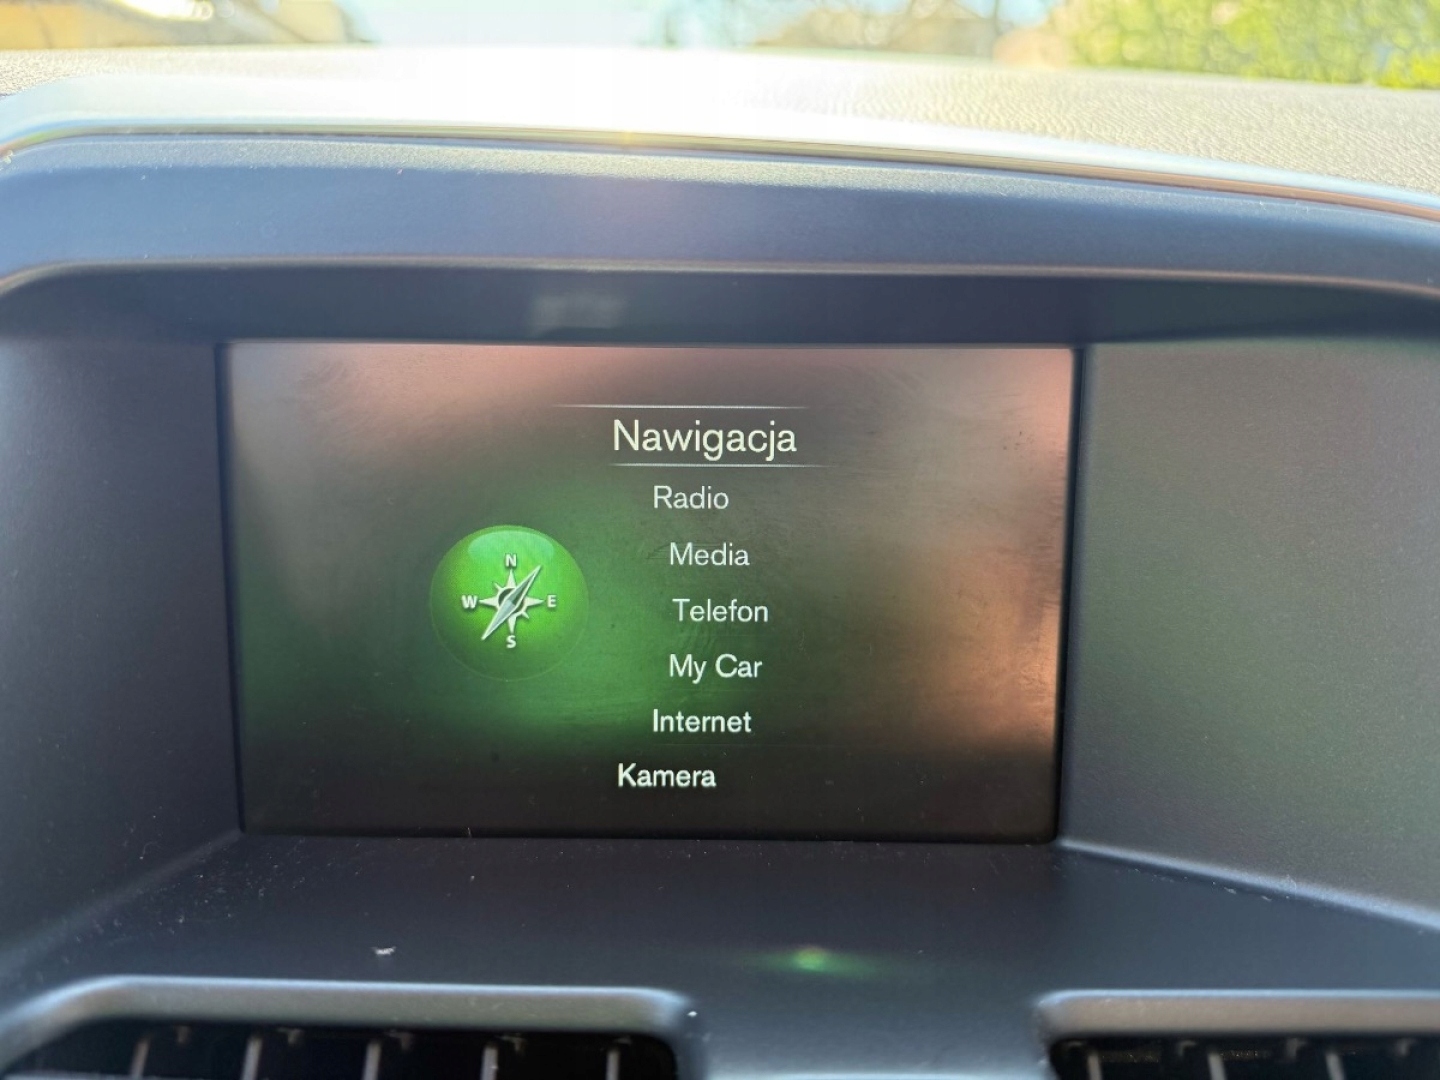 Nawigacja
Radio
Media
Telefon
My Car
Internet
Kamera
N
W E
S